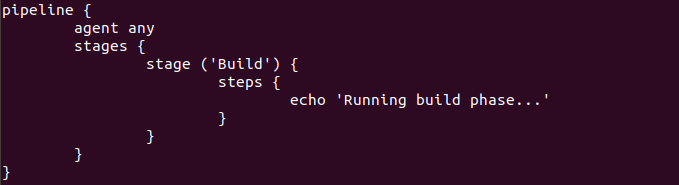 pipeline {
        agent any
        stages {
                stage ('Build') {
                        steps {
                                echo 'Running build phase...'
                        }
                }
        }
}